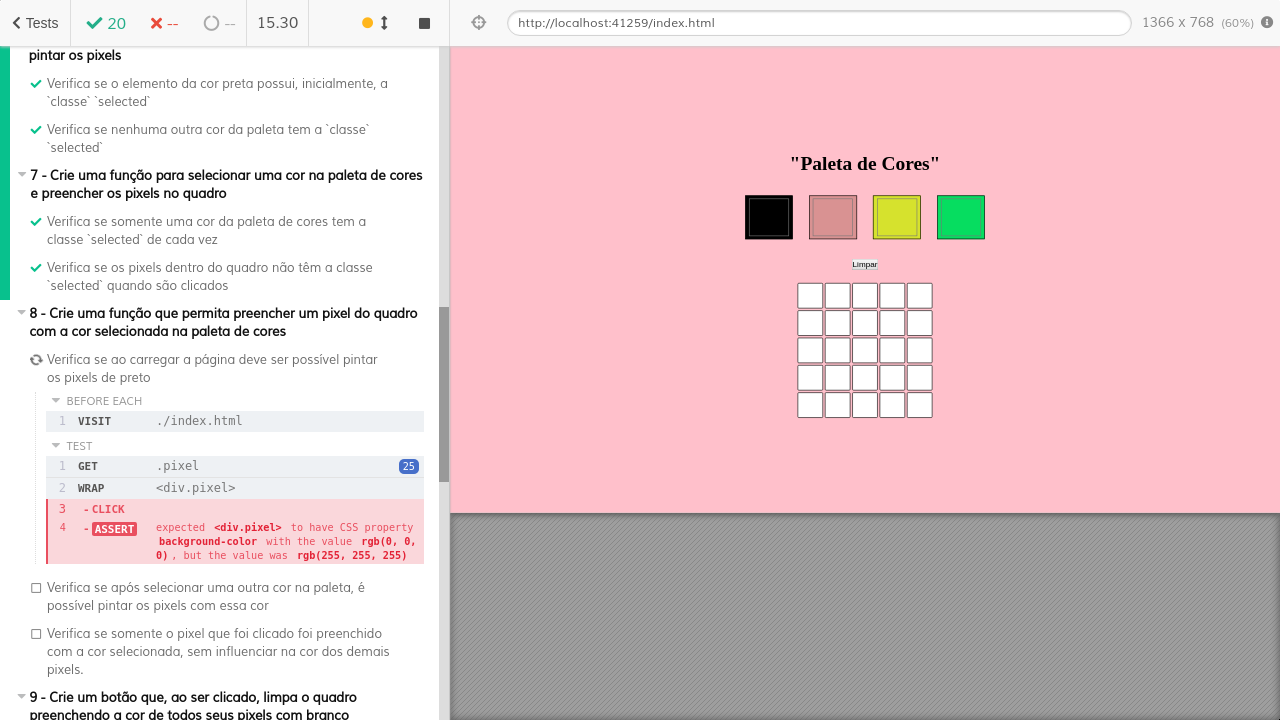 Tests
20
--
--
15.30
http://localhost:41259/index.html
1366 x 768 (60%)
pintar os pixels
Verifica se o elemento da cor preta possui, inicialmente, a
`classe` `selected`
Verifica se nenhuma outra cor da paleta tem a `classe`
`selected`
7 - Crie uma função para selecionar uma cor na paleta de cores
e preencher os pixels no quadro
Verifica se somente uma cor da paleta de cores tem a
classe `selected` de cada vez
Verifica se os pixels dentro do quadro não têm a classe
`selected` quando são clicados
8 - Crie uma função que permita preencher um pixel do quadro
com a cor selecionada na paleta de cores
Verifica se ao carregar a página deve ser possível pintar
os pixels de preto
BEFORE EACH
1 VISIT ./index.html
TEST
1 GET .pixel 25
2 WRAP <div.pixel>
3 -CLICK
4 -ASSERT expected <div.pixel> to have CSS property
background-color with the value rgb(0, 0,
0), but the value was rgb(255, 255, 255)
Verifica se após selecionar uma outra cor na paleta, é
possível pintar os pixels com essa cor
Verifica se somente o pixel que foi clicado foi preenchido
com a cor selecionada, sem influenciar na cor dos demais
pixels.
9 - Crie um botão que, ao ser clicado, limpa o quadro
preenchendo a cor de todos seus pixels com branco
"Paleta de Cores"
Limpar